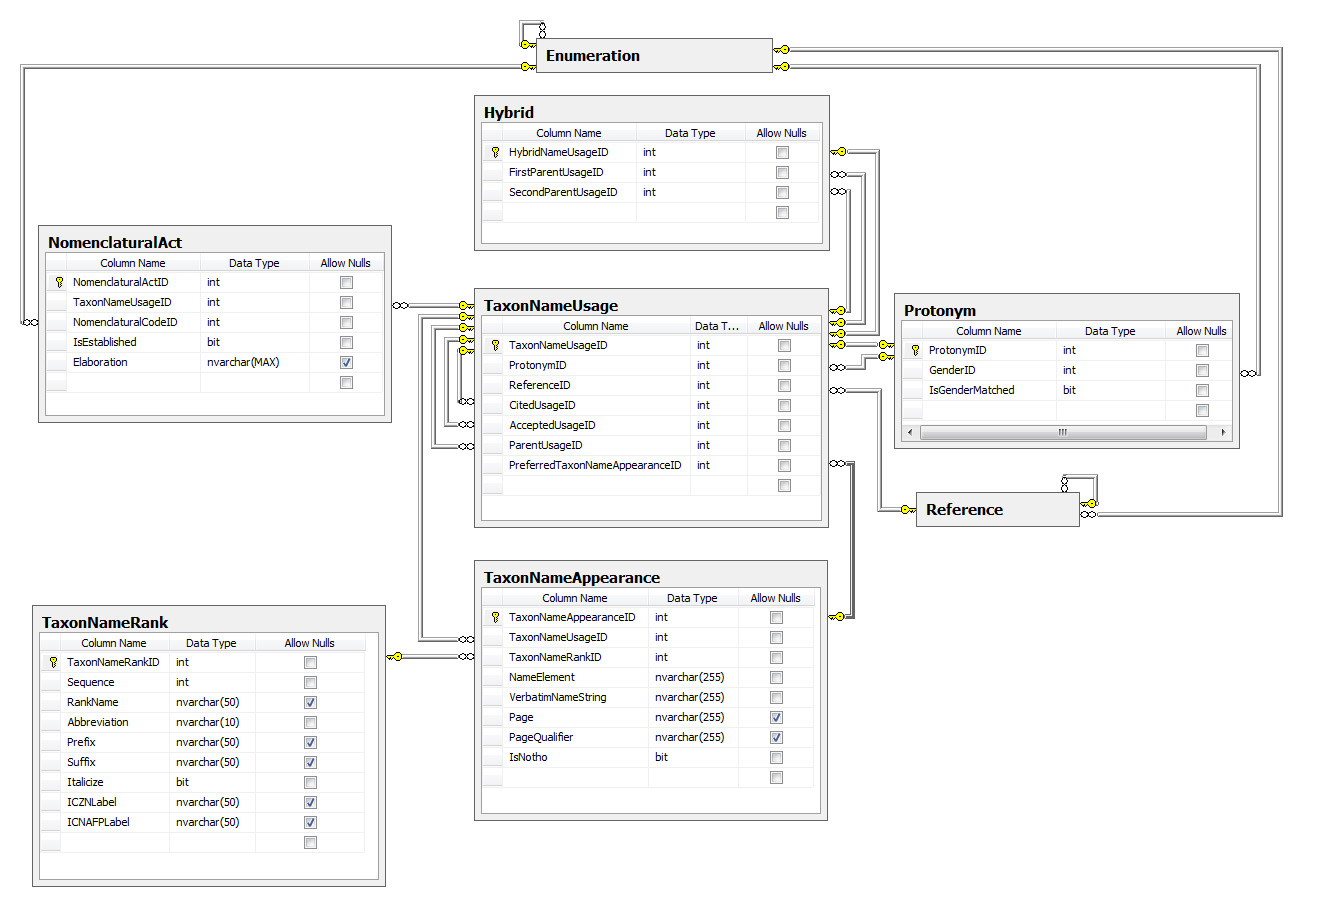 Enumeration
Hybrid
Column Name Data Type Allow Nulls
HybridNameUsageID int
FirstParentUsageID int
SecondParentUsageID int
NomenclaturalAct
Column Name Data Type Allow Nulls
NomenclaturalActID int
TaxonNameUsageID int
NomenclaturalCodeID int
IsEstablished bit
Elaboration nvarchar(MAX)
TaxonNameUsage
Column Name Data T... Allow Nulls
TaxonNameUsageID int
ProtonymID int
ReferenceID int
CitedUsageID int
AcceptedUsageID int
ParentUsageID int
PreferredTaxonNameAppearanceID int
Protonym
Column Name Data Type Allow Nulls
ProtonymID int
GenderID int
IsGenderMatched bit
Reference
TaxonNameAppearance
Column Name Data Type Allow Nulls
TaxonNameAppearanceID int
TaxonNameUsageID int
TaxonNameRankID int
NameElement nvarchar(255)
VerbatimNameString nvarchar(255)
Page nvarchar(255)
PageQualifier nvarchar(255)
IsNotho bit
TaxonNameRank
Column Name Data Type Allow Nulls
TaxonNameRankID int
Sequence int
RankName nvarchar(50)
Abbreviation nvarchar(10)
Prefix nvarchar(50)
Suffix nvarchar(50)
Italicize bit
ICZNLabel nvarchar(50)
ICNAFPLabel nvarchar(50)